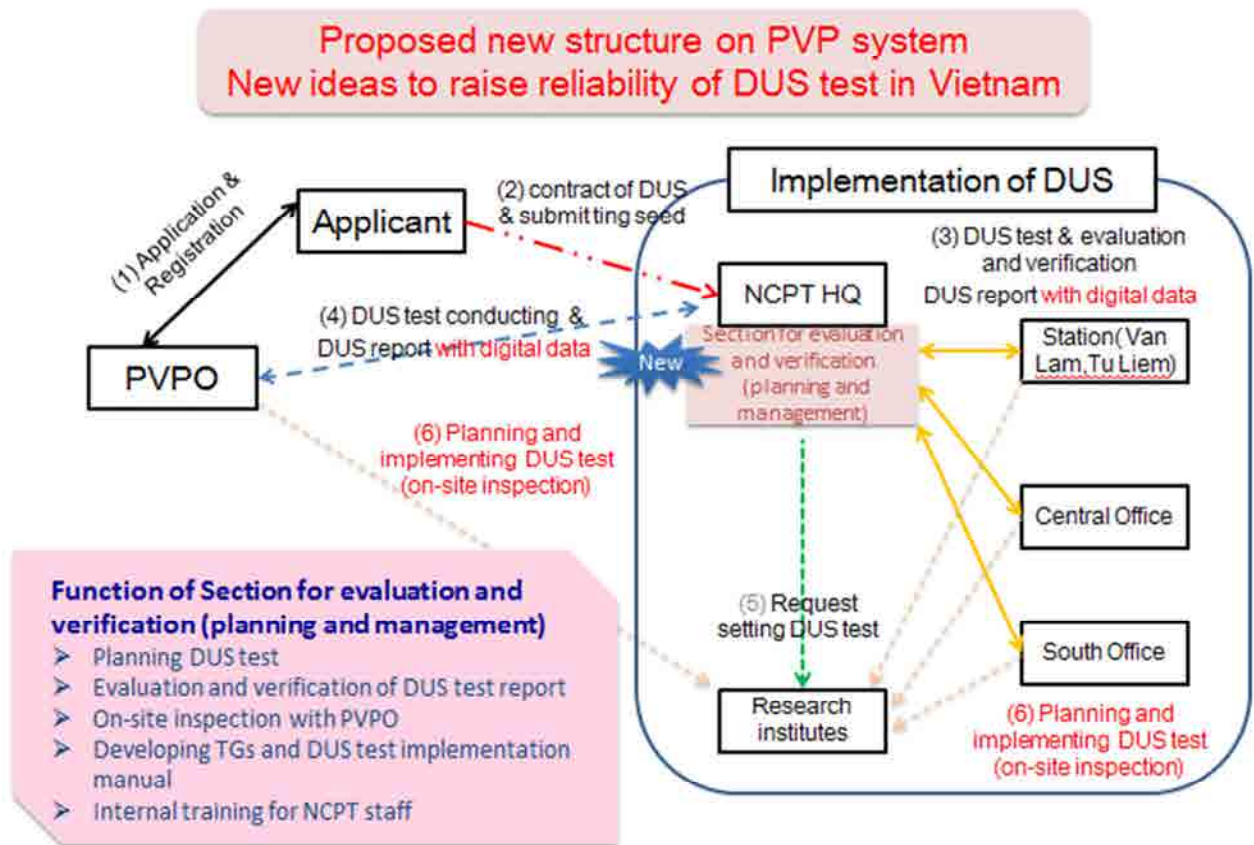 Proposed new structure on PVP system
New ideas to raise reliability of DUS test in Vietnam
Implementation of DUS
(1) Application &
Registration
Applicant
(2) contract of DUS
& submitting seed
(3) DUS test & evaluation
and verification
DUS report with digital data
NCPT HQ
(4) DUS test conducting &
DUS report with digital data
PVPO
New
Section for evaluation
and verification
(planning and
management)
Station( Van
Lam,Tu Liem)
(6) Planning and
implementing DUS test
(on-site inspection)
Central Office
(5) Request
setting DUS test
South Office
Research
institutes
(6) Planning and
implementing DUS test
(on-site inspection)
Function of Section for evaluation and
verification (planning and management)
➢ Planning DUS test
➢ Evaluation and verification of DUS test report
➢ On-site inspection with PVPO
➢ Developing TGs and DUS test implementation
manual
➢ Internal training for NCPT staff